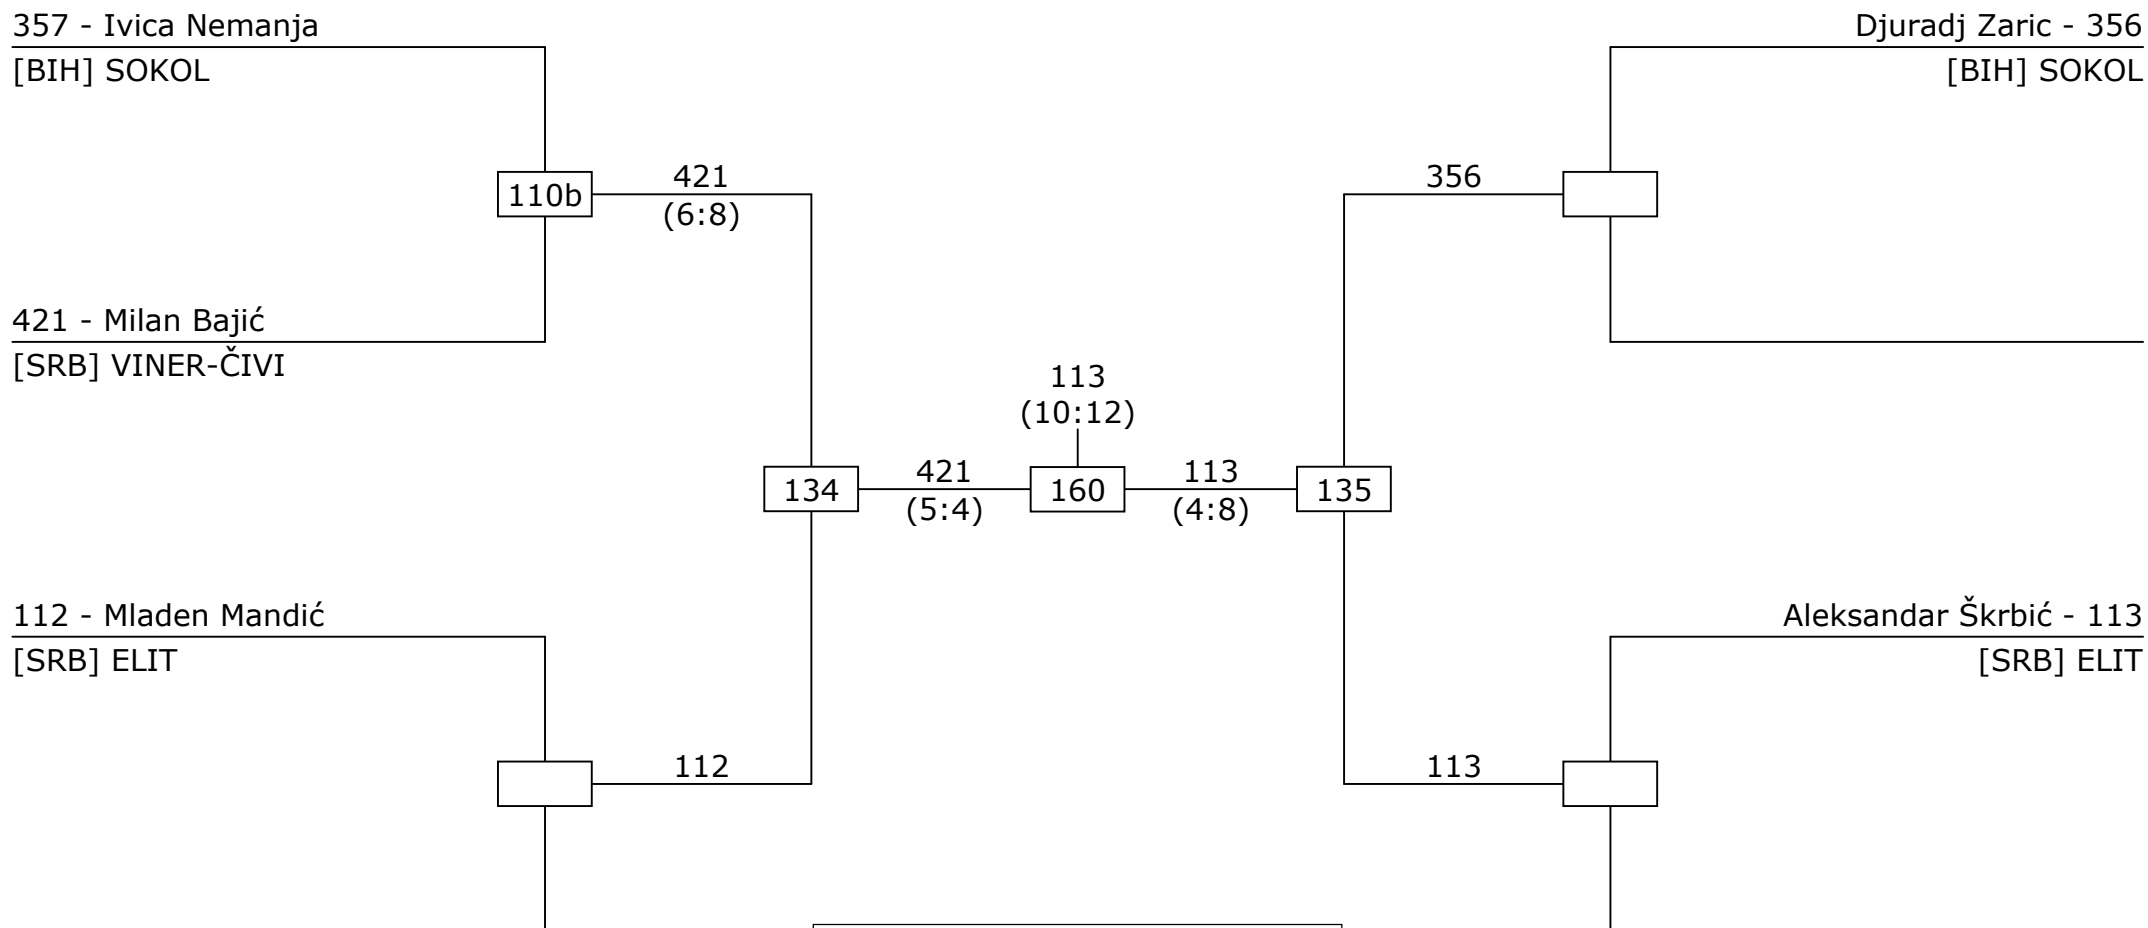 357 - Ivica Nemanja
[BIH] SOKOL
Djuradj Zaric - 356
[BIH] SOKOL
110b
421
(6:8)
356
421 - Milan Bajić
[SRB] VINER-ČIVI
113
(10:12)
134
421
(5:4)
160
113
(4:8)
135
112 - Mladen Mandić
[SRB] ELIT
Aleksandar Škrbić - 113
[SRB] ELIT
112
113